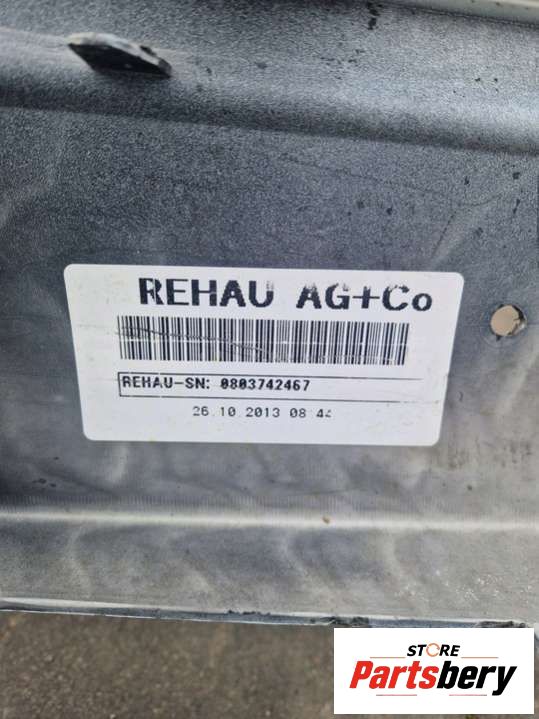 REHAU AG+Co
REHAU-SN: 0803742467
26.10.2013 08:44
STORE
Partsbery